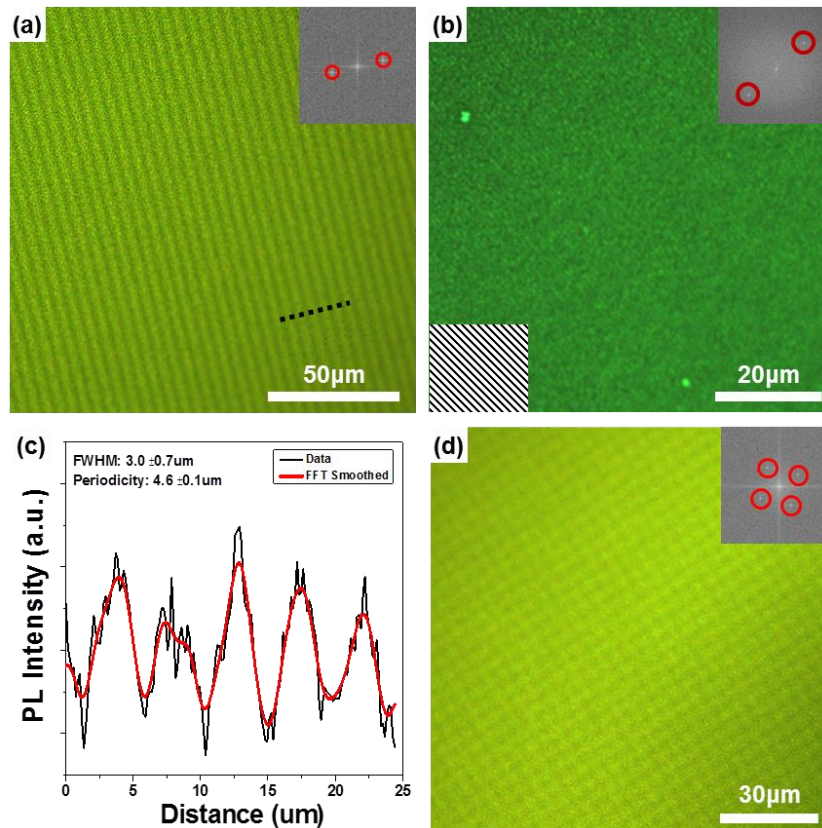 (a)
50µm
(b)
20µm
(c)
FWHM: 3.0 ±0.7um
Periodicity: 4.6 ±0.1um
Data
FFT Smoothed
PL Intensity (a.u.)
0 5 10 15 20 25
Distance (um)
(d)
30µm